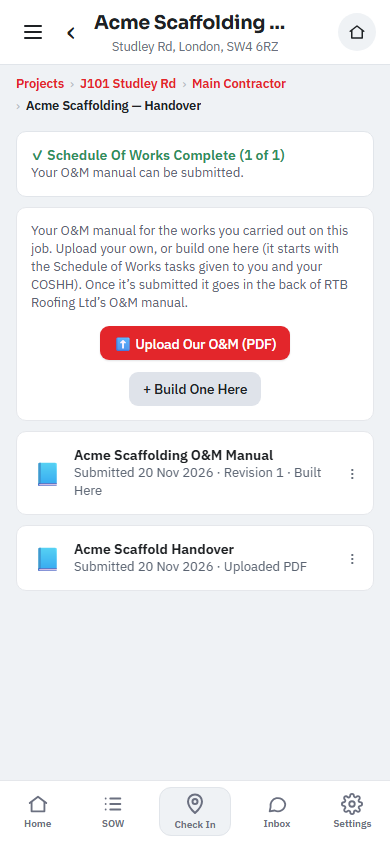 Acme Scaffolding ...
Studley Rd, London, SW4 6RZ
Projects › J101 Studley Rd › Main Contractor
› Acme Scaffolding — Handover
✓ Schedule Of Works Complete (1 of 1)
Your O&M manual can be submitted.
Your O&M manual for the works you carried out on this
job. Upload your own, or build one here (it starts with
the Schedule of Works tasks given to you and your
COSHH). Once it's submitted it goes in the back of RTB
Roofing Ltd's O&M manual.
Upload Our O&M (PDF)
+ Build One Here
Acme Scaffolding O&M Manual
Submitted 20 Nov 2026 · Revision 1 · Built
Here
Acme Scaffold Handover
Submitted 20 Nov 2026 · Uploaded PDF
Home
SOW
Check In
Inbox
Settings